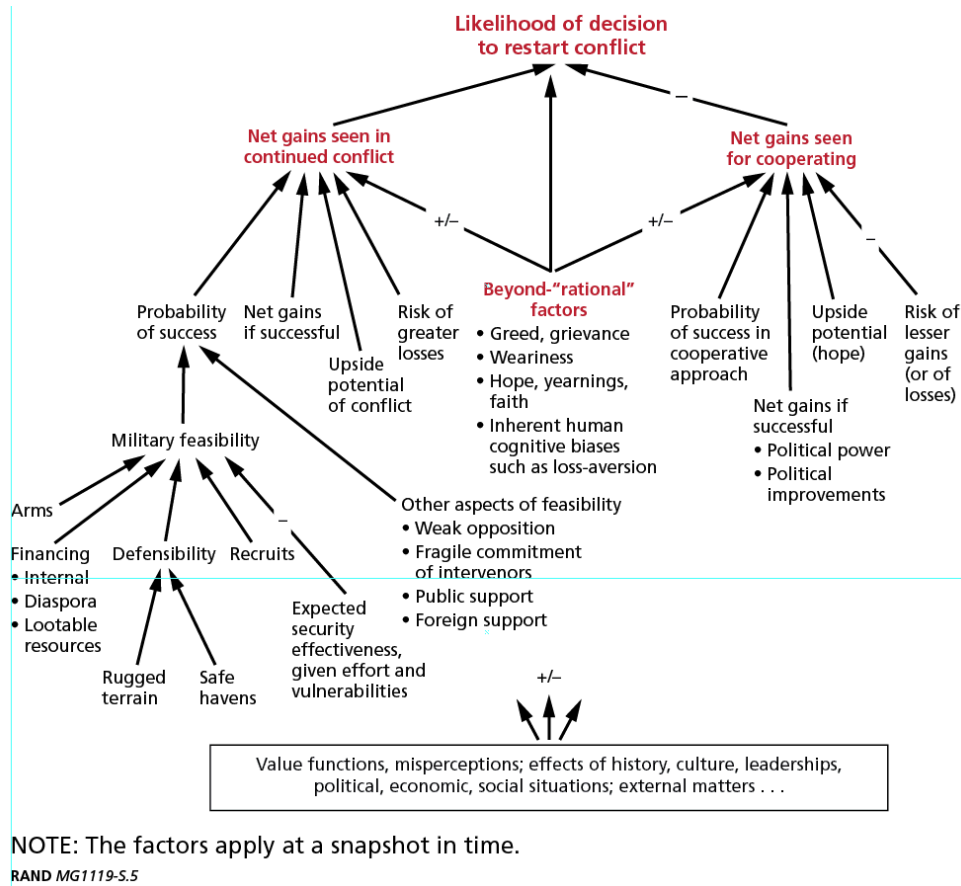 Likelihood of decision
to restart conflict
–
Net gains seen in
continued conflict
Net gains seen
for cooperating
+/–
+/–
–
Probability
of success
Net gains
if successful
Upside
potential
of conflict
Risk of
greater
losses
Beyond-“rational”
factors
• Greed, grievance
• Weariness
• Hope, yearnings,
faith
• Inherent human
cognitive biases
such as loss-aversion
Probability
of success in
cooperative
approach
Net gains if
successful
• Political power
• Political
improvements
Upside
potential
(hope)
Risk of
lesser
gains
(or of
losses)
Military feasibility
–
Arms
Financing
• Internal
• Diaspora
• Lootable
resources
Defensibility
Recruits
Rugged
terrain
Safe
havens
Expected
security
effectiveness,
given effort and
vulnerabilities
Other aspects of feasibility
• Weak opposition
• Fragile commitment
of intervenors
• Public support
• Foreign support
+/–
Value functions, misperceptions; effects of history, culture, leaderships,
political, economic, social situations; external matters . . .
NOTE: The factors apply at a snapshot in time.
RAND MG1119-S.5